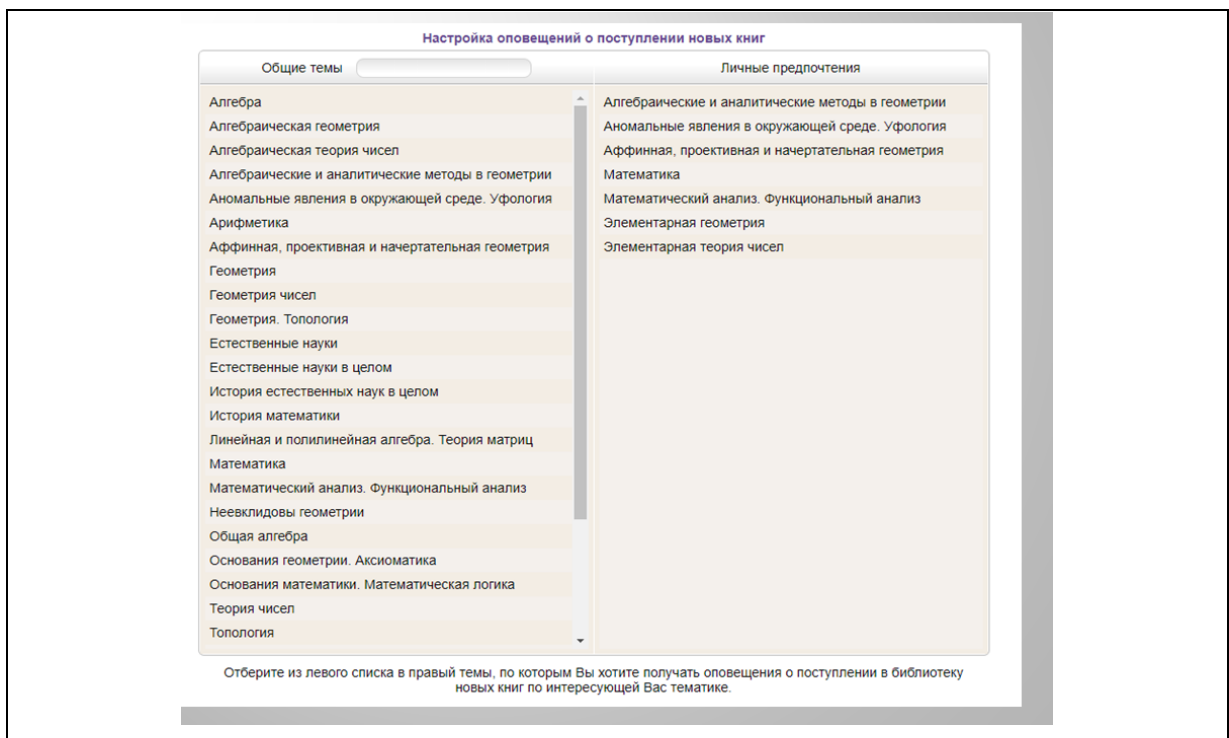 Настройка оповещений о поступлении новых книг
Общие темы
Личные предпочтения
Алгебра
Алгебраическая геометрия
Алгебраическая теория чисел
Алгебраические и аналитические методы в геометрии
Аномальные явления в окружающей среде. Уфология
Арифметика
Аффинная, проективная и начертательная геометрия
Геометрия
Геометрия чисел
Геометрия. Топология
Естественные науки
Естественные науки в целом
История естественных наук в целом
История математики
Линейная и полилинейная алгебра. Теория матриц
Математика
Математический анализ. Функциональный анализ
Неевклидовы геометрии
Общая алгебра
Основания геометрии. Аксиоматика
Основания математики. Математическая логика
Теория чисел
Топология
Алгебраические и аналитические методы в геометрии
Аномальные явления в окружающей среде. Уфология
Аффинная, проективная и начертательная геометрия
Математика
Математический анализ. Функциональный анализ
Элементарная геометрия
Элементарная теория чисел
Отберите из левого списка в правый темы, по которым Вы хотите получать оповещения о поступлении в библиотеку
новых книг по интересующей Вас тематике.